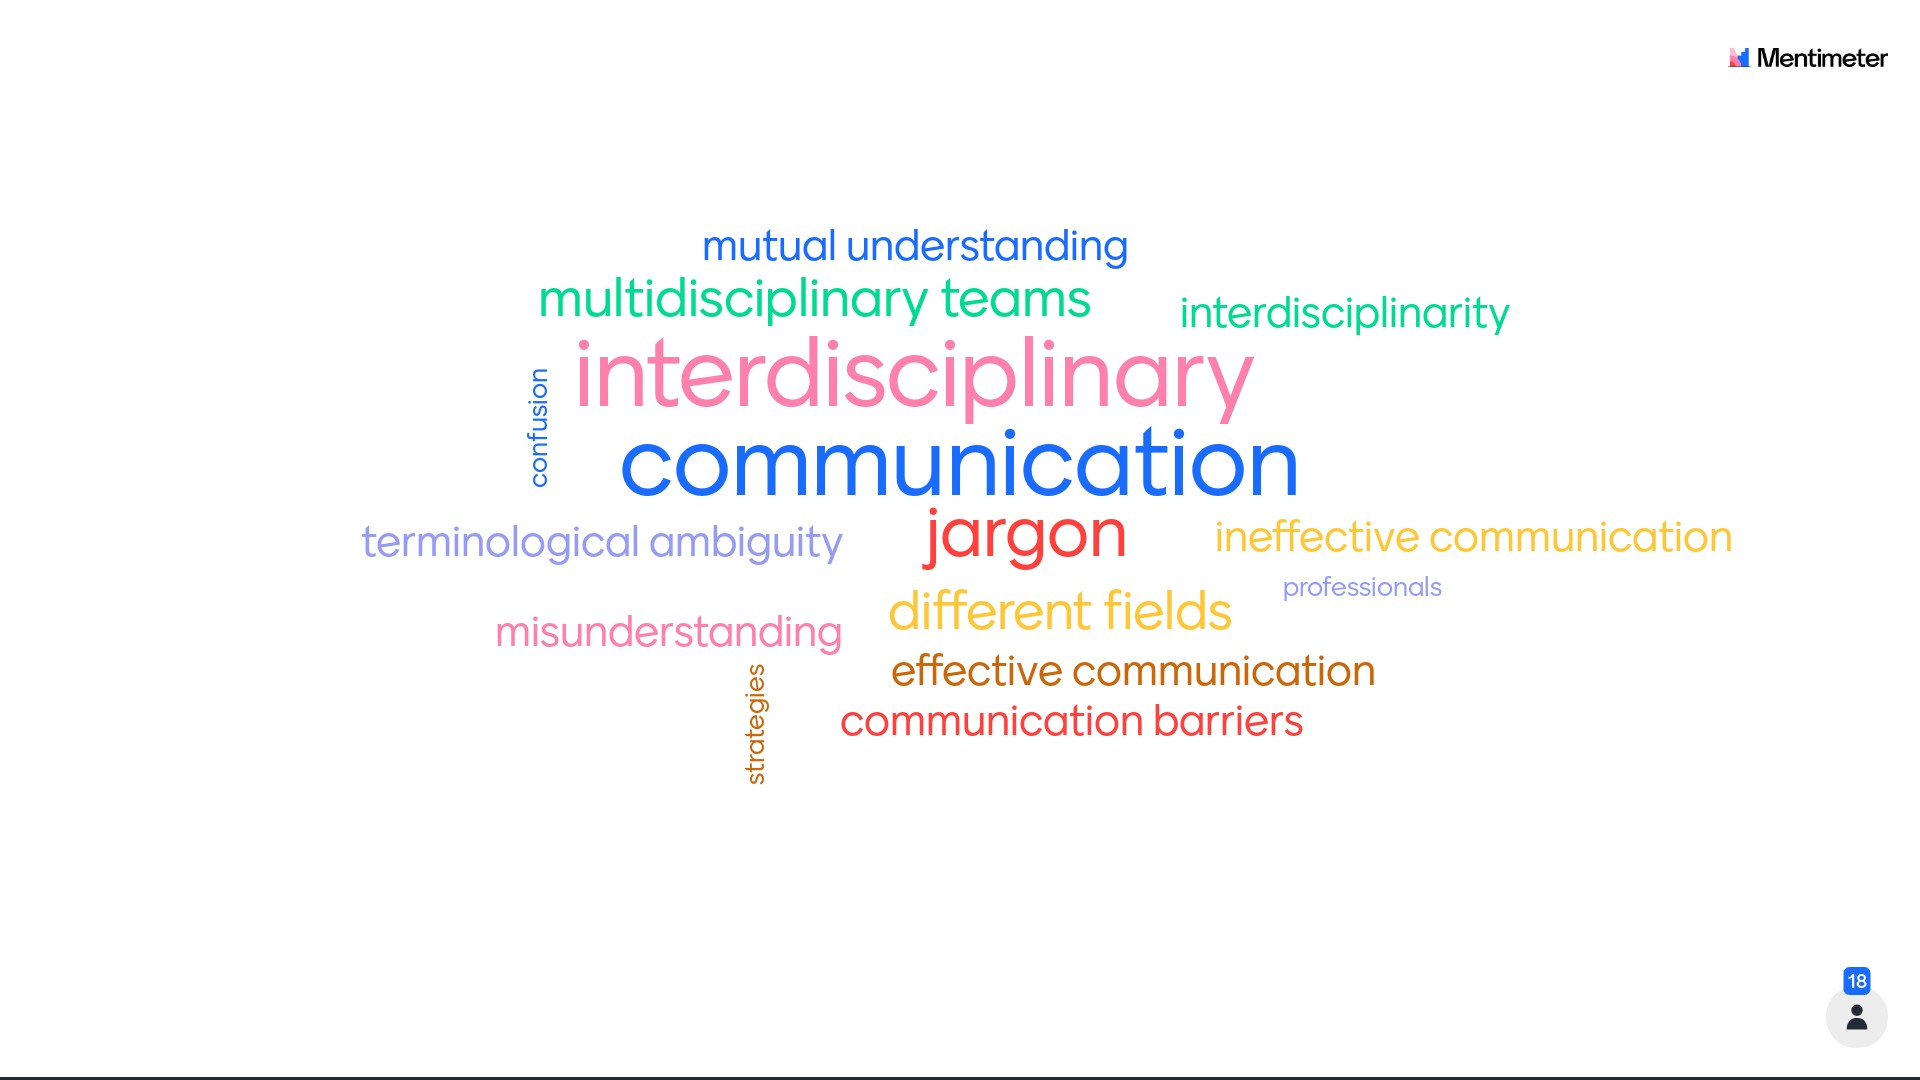 Mentimeter
mutual understanding
multidisciplinary teams
interdisciplinarity
interdisciplinary
confusion
communication
jargon
terminological ambiguity
ineffective communication
professionals
different fields
misunderstanding
effective communication
strategies
communication barriers
18